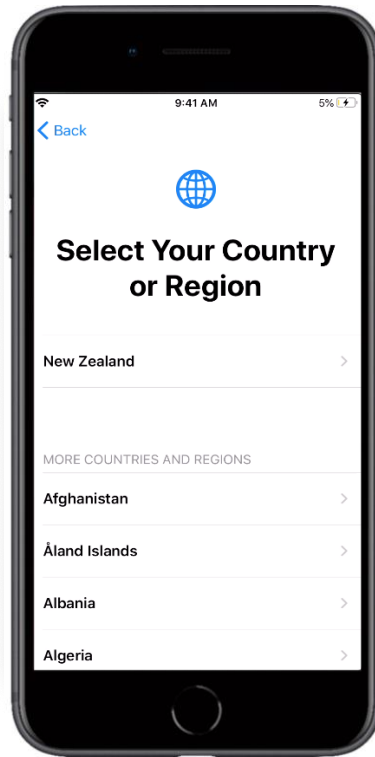 9:41 AM
5%
Back
Select Your Country
or Region
New Zealand
MORE COUNTRIES AND REGIONS
Afghanistan
Åland Islands
Albania
Algeria